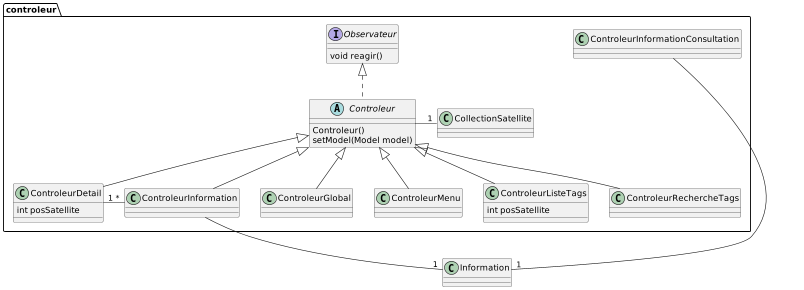 controleur
I Observateur
void reagir()
C ControleurInformationConsultation
A Controleur
Controleur()
setModel(Model model)
1
C CollectionSatellite
C ControleurDetail
int posSatellite
1 *
C ControleurInformation
C ControleurGlobal
C ControleurMenu
C ControleurListeTags
int posSatellite
C ControleurRechercheTags
1
C Information
1